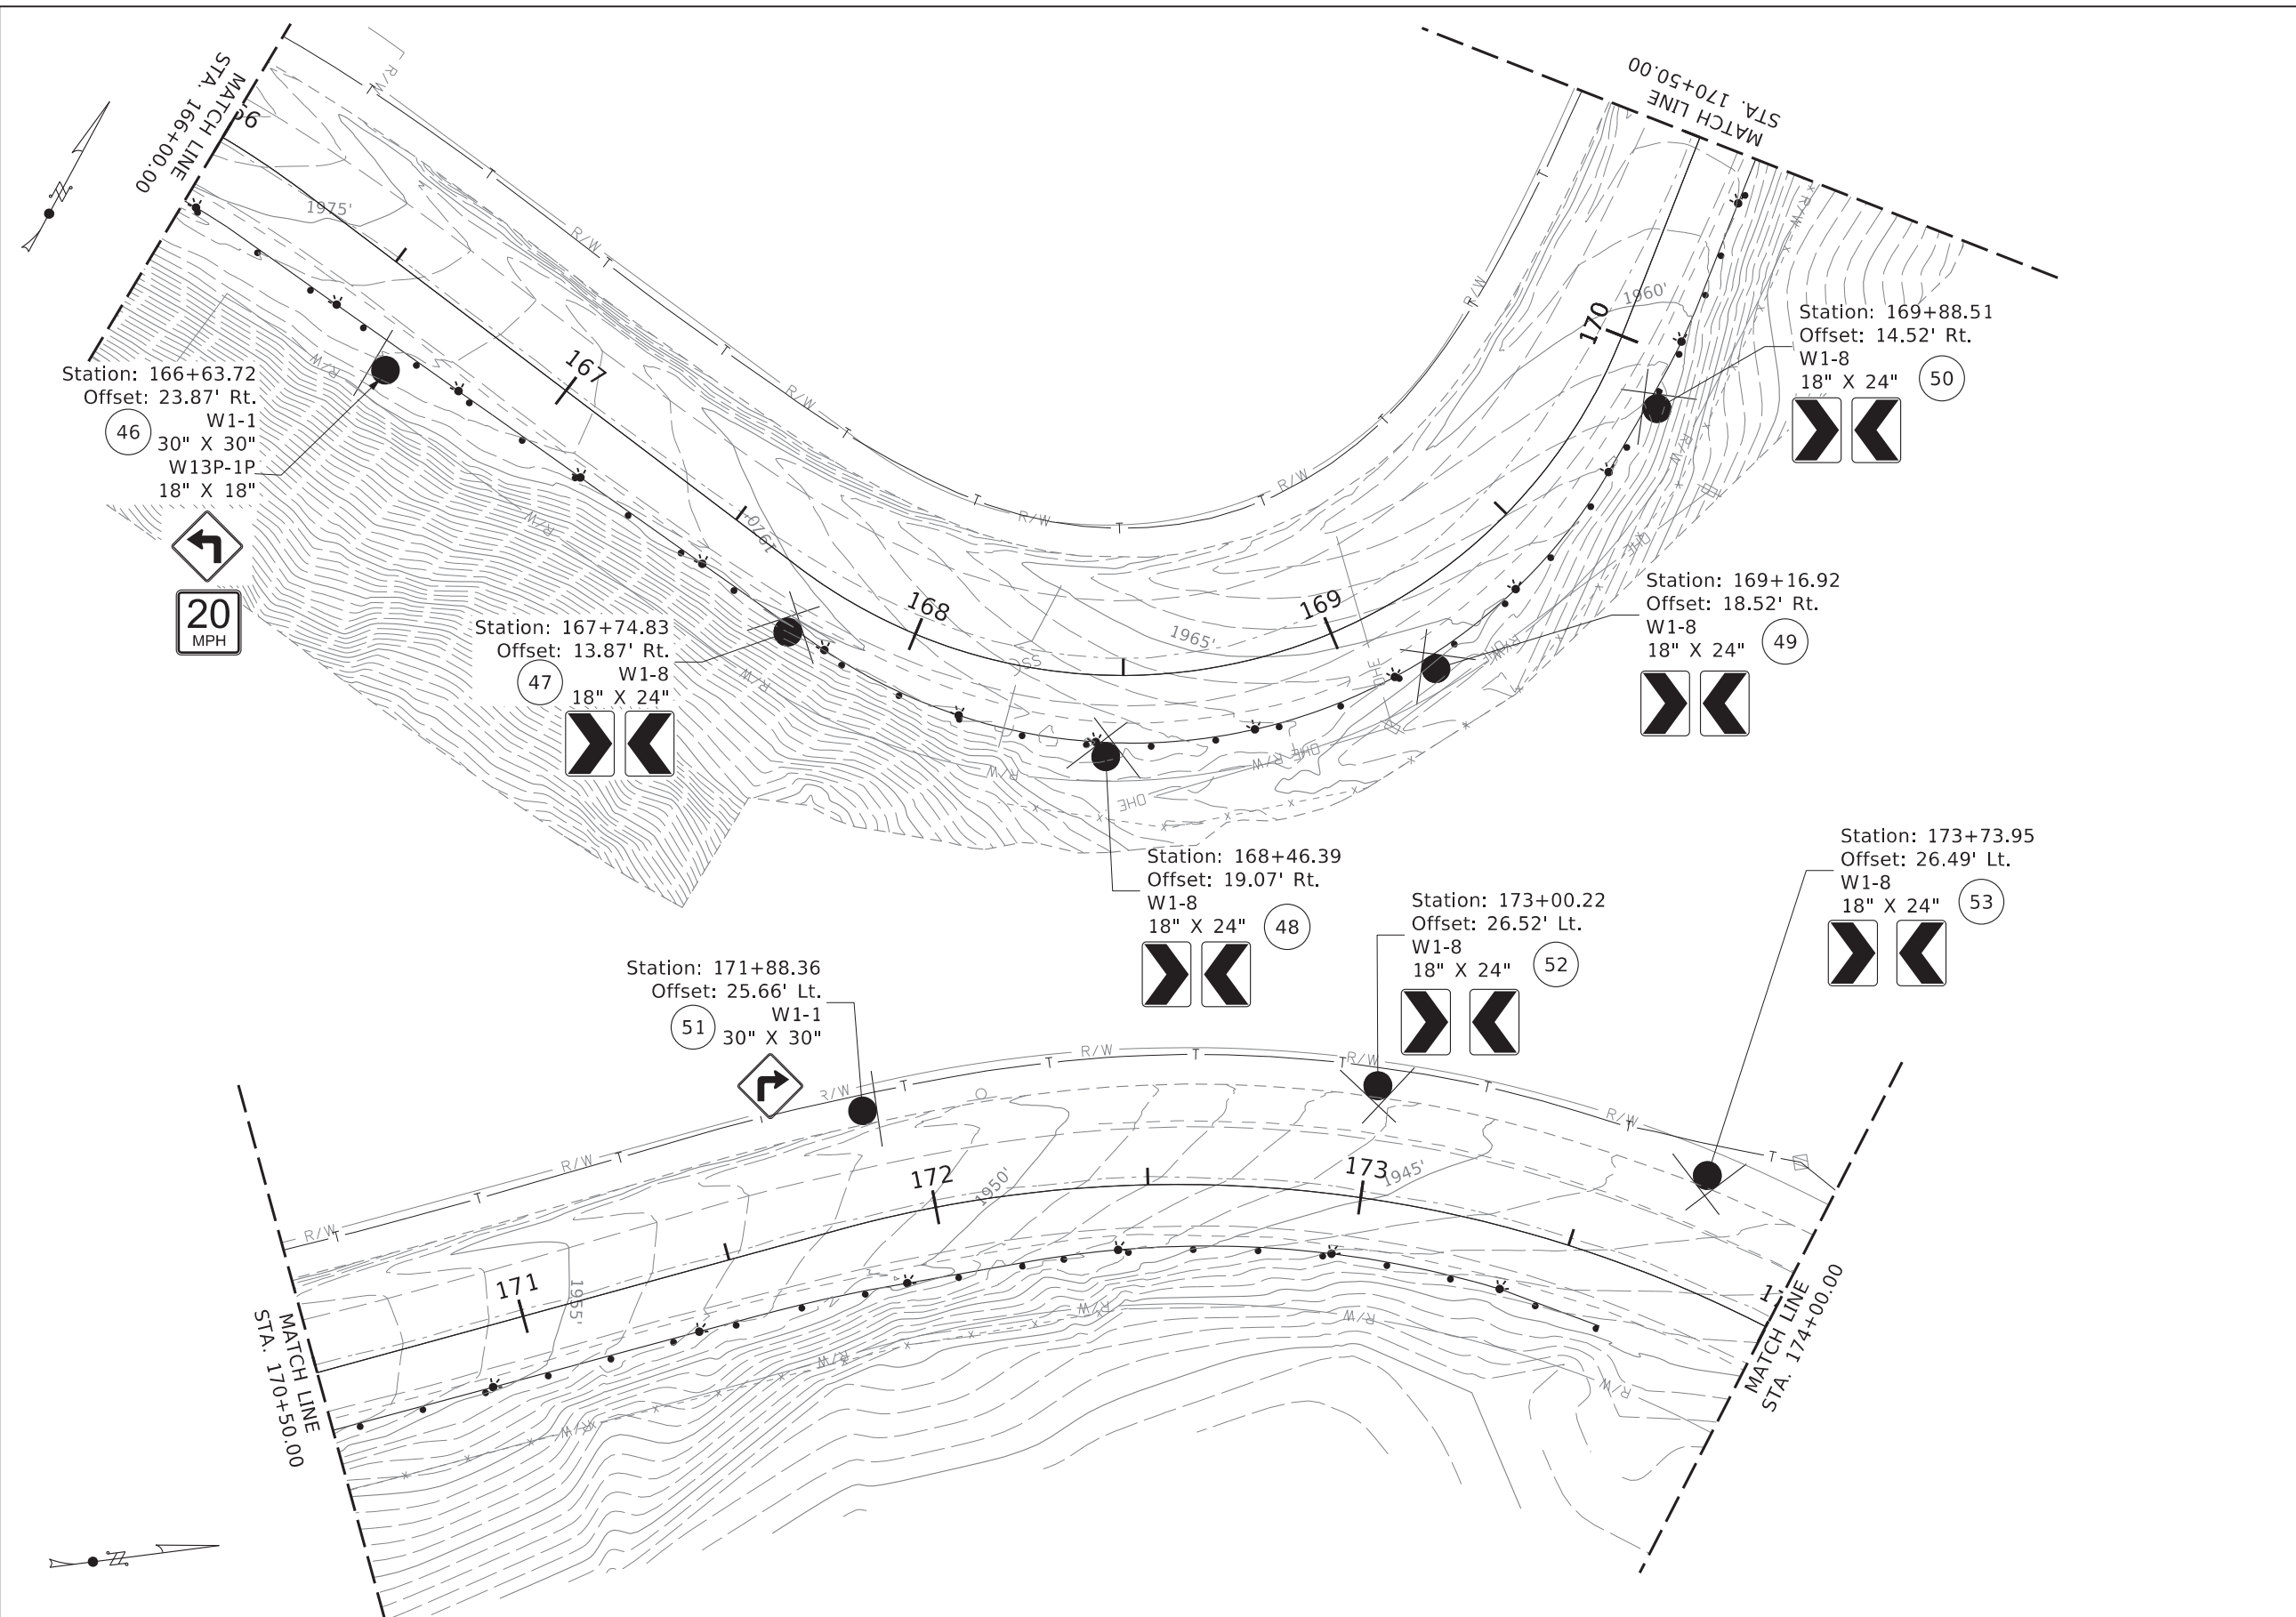 MATCH LINE
STA. 166+00.00
MATCH LINE
STA. 170+50.00
R/W
T
T
R/W
T
1975'
T
R/W
T
R/W
T
T
R/W
T
R/W
T
T
R/W
T
R/W
167
168
169
170
1970'
1965'
1960'
R/W
R/W
R/W
R/W
R/W
R/W
R/W
R/W
OHE
OHE
OHE
OHE
OHE
Station: 166+63.72
Offset: 23.87' Rt.
46
W1-1
30" X 30"
W13P-1P
18" X 18"
20
MPH
Station: 167+74.83
Offset: 13.87' Rt.
47
W1-8
18" X 24"
Station: 169+88.51
Offset: 14.52' Rt.
W1-8
18" X 24"
50
Station: 169+16.92
Offset: 18.52' Rt.
W1-8
18" X 24"
49
Station: 168+46.39
Offset: 19.07' Rt.
W1-8
18" X 24"
48
Station: 173+73.95
Offset: 26.49' Lt.
W1-8
18" X 24"
53
Station: 173+00.22
Offset: 26.52' Lt.
W1-8
18" X 24"
52
Station: 171+88.36
Offset: 25.66' Lt.
51
W1-1
30" X 30"
R/W
T
R/W
T
T
T
R/W
T
T
R/W
T
T
R/W
T
R/W
T
T
171
172
173
1955'
1950'
1945'
R/W
R/W
R/W
R/W
R/W
MATCH LINE
STA. 170+50.00
MATCH LINE
STA. 174+00.00